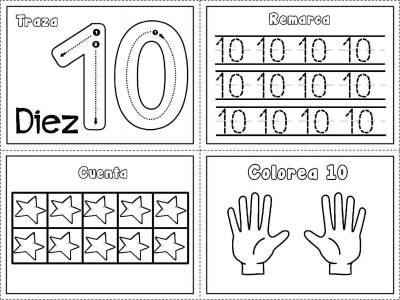 Traza
10
Diez
Remarca
10 10 10 10
10 10 10 10
10 10 10 10
Cuenta
Colorea 10